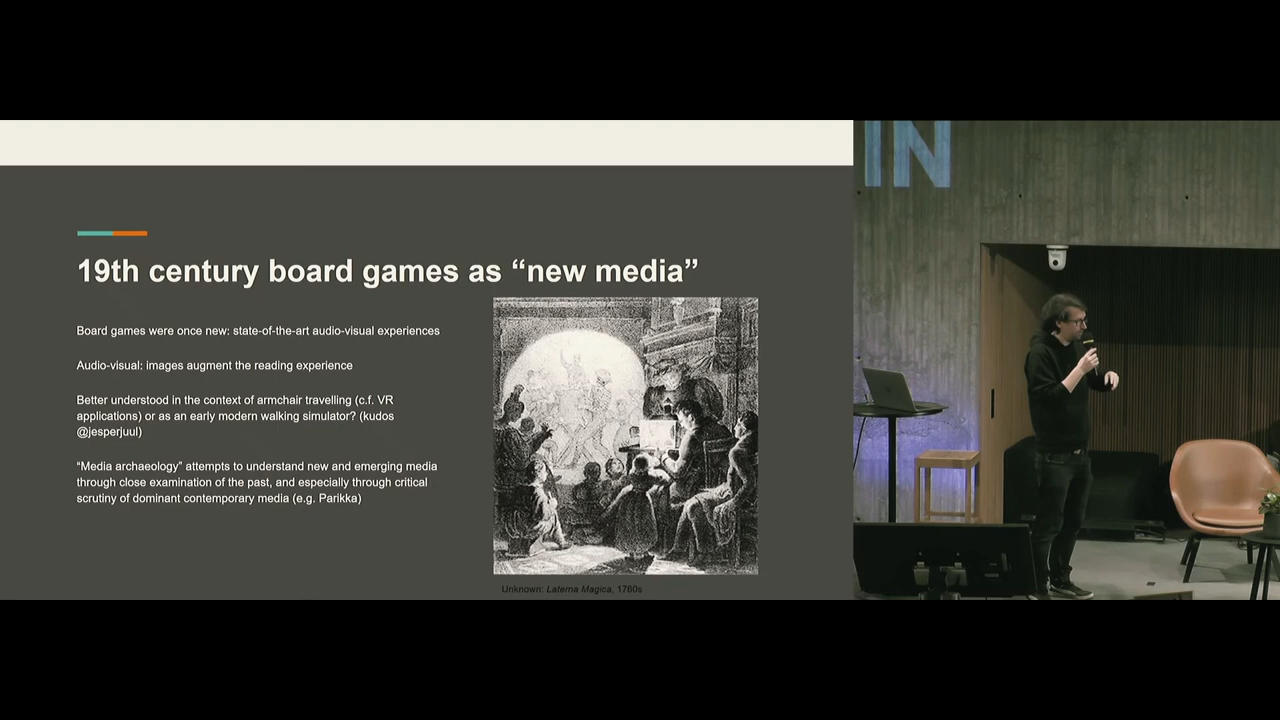 19th century board games as “new media”
Board games were once new: state-of-the-art audio-visual experiences
Audio-visual: images augment the reading experience
Better understood in the context of armchair travelling (c.f. VR
applications) or as an early modern walking simulator? (kudos
@jesperjuul)
“Media archaeology” attempts to understand new and emerging media
through close examination of the past, and especially through critical
scrutiny of dominant contemporary media (e.g. Parikka)
Unknown: Laterna Magica, 1760s
IN